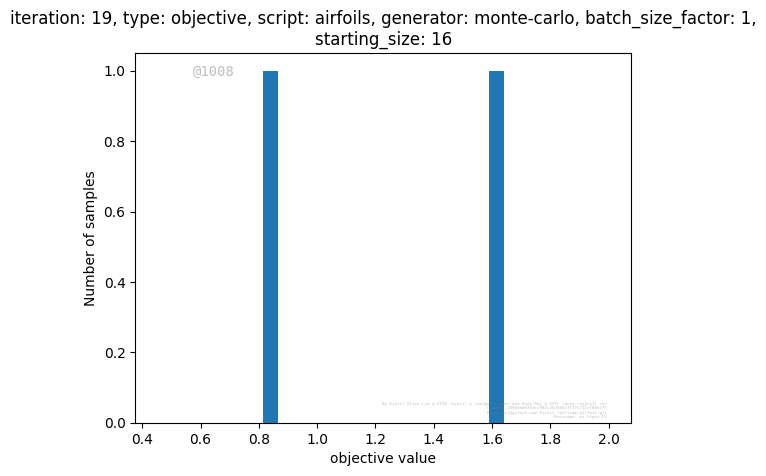 iteration: 19, type: objective, script: airfoils, generator: monte-carlo, batch_size_factor: 1,
starting_size: 16
@1008
1.0
0.8
0.6
0.4
0.2
0.0
Number of samples
0.4 0.6 0.8 1.0 1.2 1.4 1.6 1.8 2.0
objective value